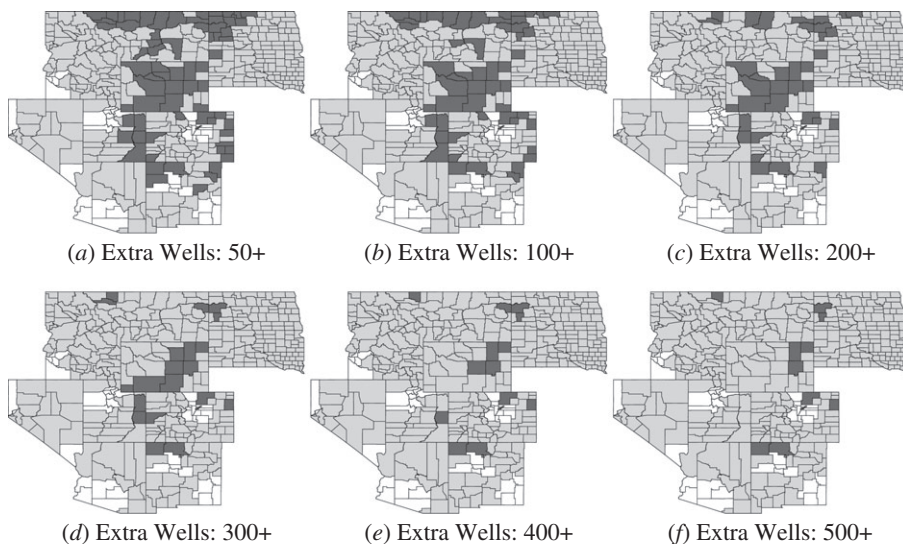 (a) Extra Wells: 50+
(b) Extra Wells: 100+
(c) Extra Wells: 200+
(d) Extra Wells: 300+
(e) Extra Wells: 400+
(f) Extra Wells: 500+